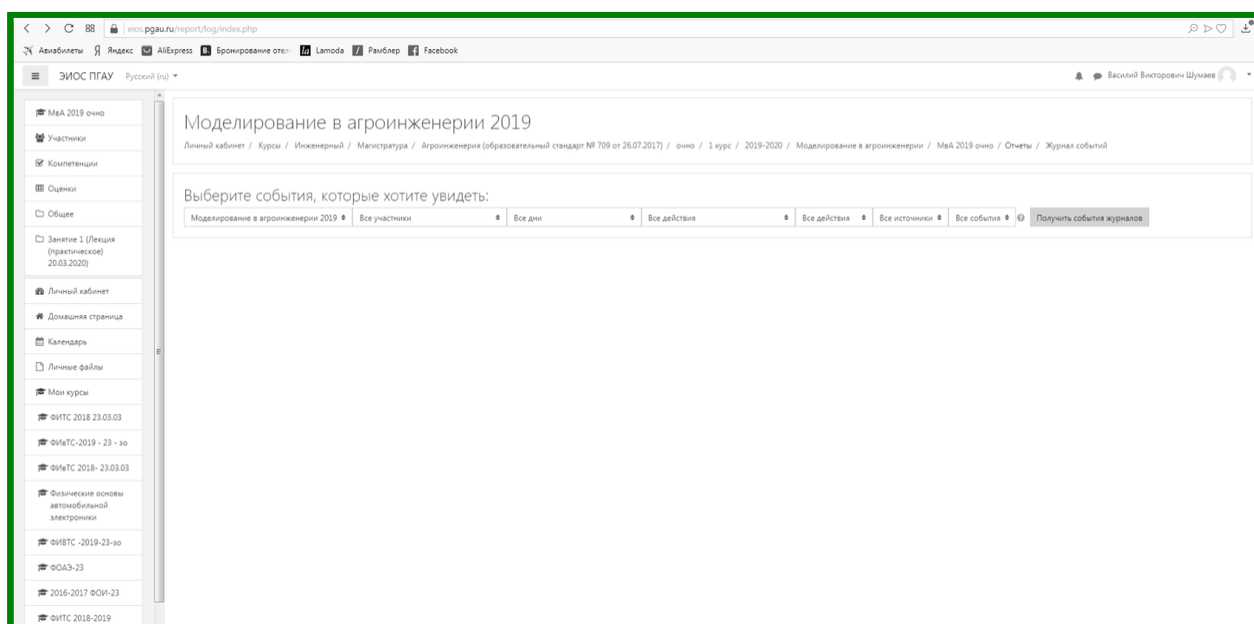 eios.pgau.ru/report/log/index.php
Авиабилеты Яндекс AliExpress Бронирование отел Lamoda Рамблер Facebook
ЭИОС ПГАУ Русский (ru) Василий Викторович Шумаев
МвА 2019 очно
Участники
Компетенции
Оценки
Общее
Занятие 1 (Лекция
(практическое)
20.03.2020)
Личный кабинет
Домашняя страница
Календарь
Личные файлы
Мои курсы
ФИТС 2018 23.03.03
ФИвТС-2019 - 23 - зо
ФИвТС 2018- 23.03.03
Физические основы
автомобильной
электроники
ФИВТС -2019-23-зо
ФОАЭ-23
2016-2017 ФОИ-23
ФИТС 2018-2019
Моделирование в агроинженерии 2019
Личный кабинет / Курсы / Инженерный / Магистратура / Агроинженерия (образовательный стандарт № 709 от 26.07.2017) / очно / 1 курс / 2019-2020 / Моделирование в агроинженерии / МвА 2019 очно / Отчеты / Журнал событий
Выберите события, которые хотите увидеть:
Моделирование в агроинженерии 2019 Все участники Все дни Все действия Все действия Все источники Все события Получить события журналов